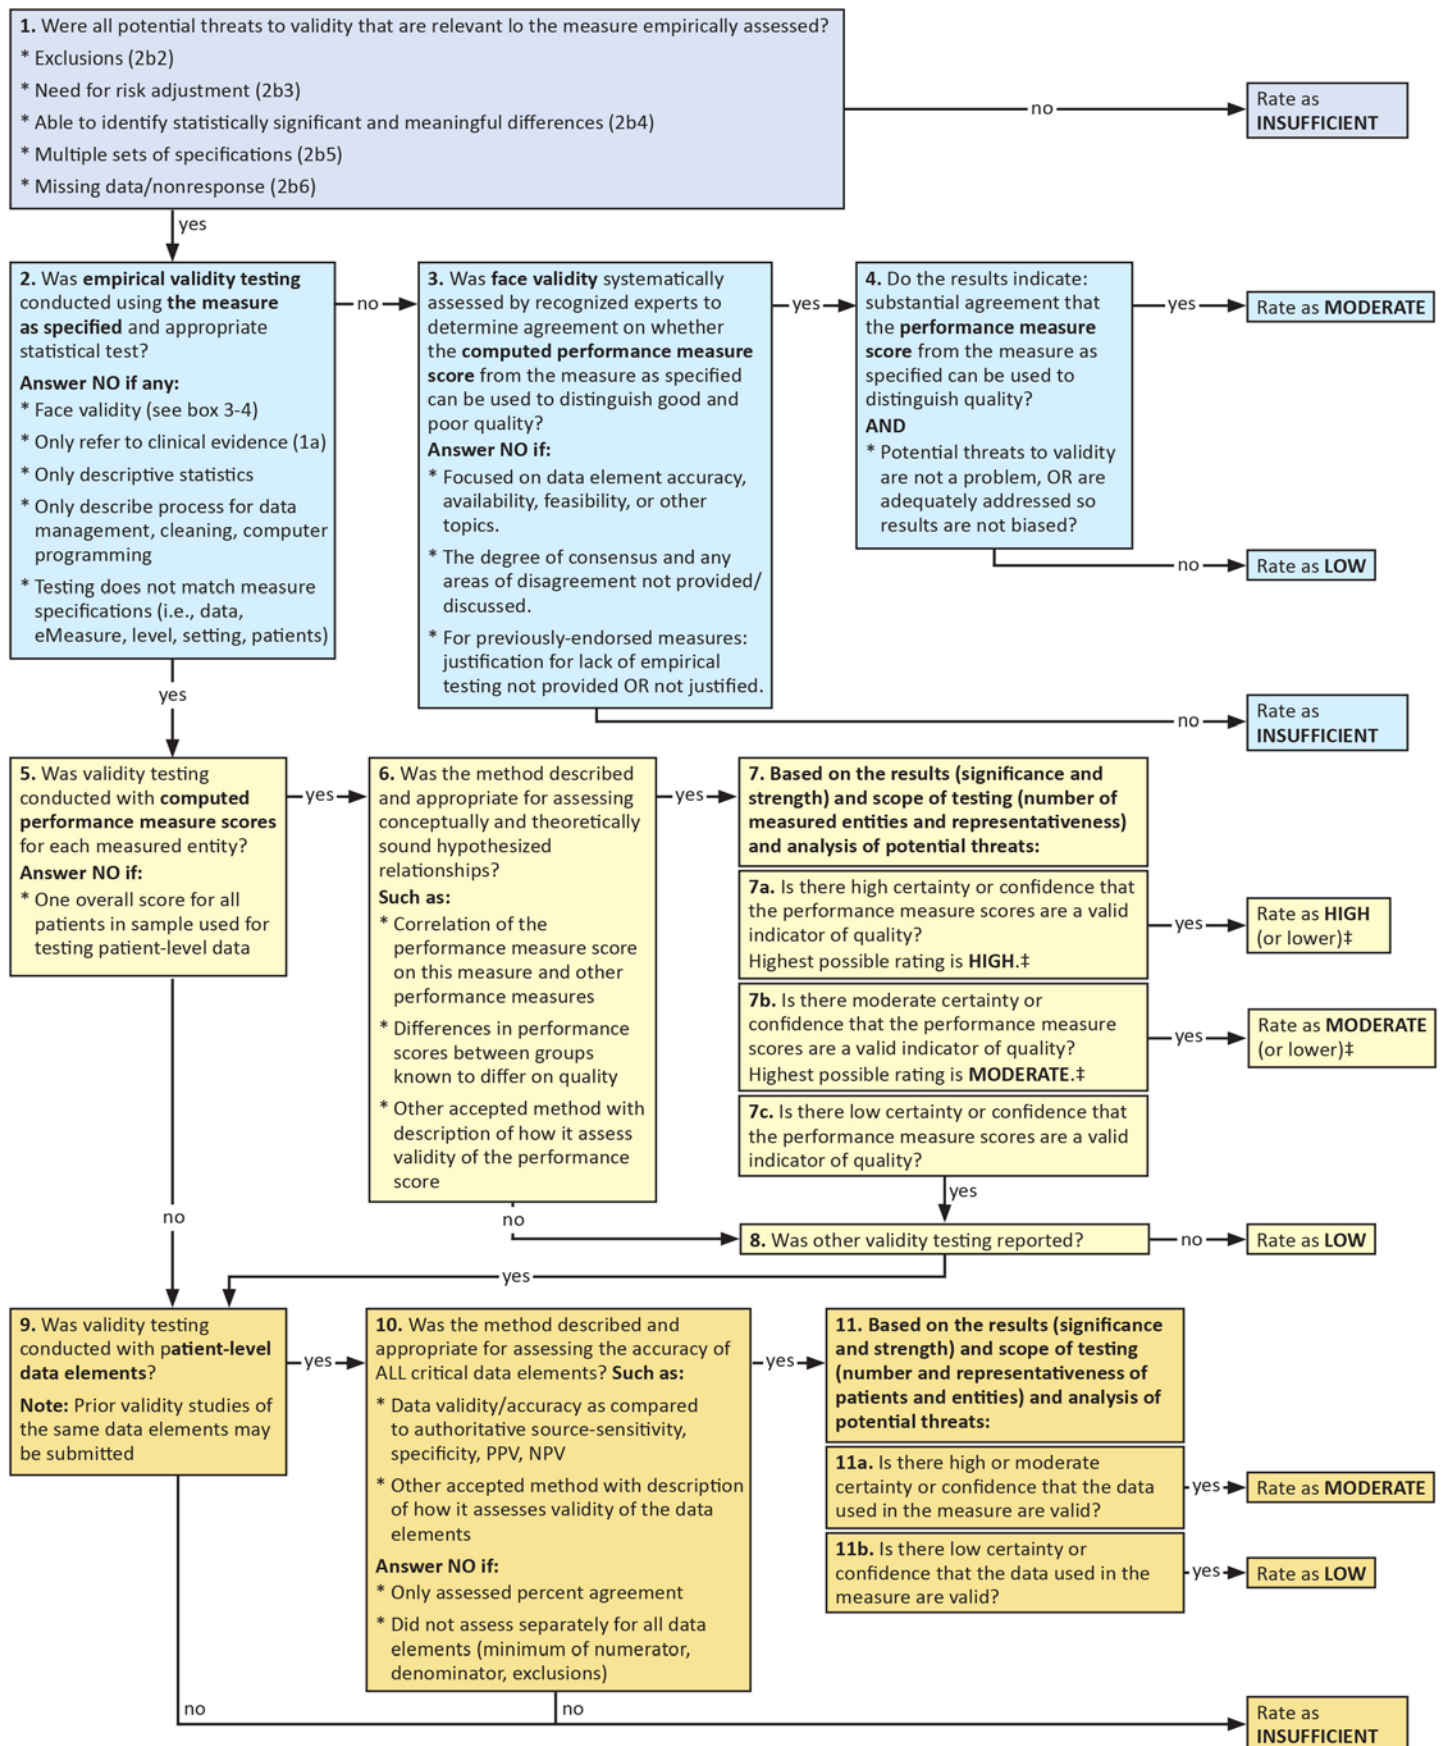 1. Were all potential threats to validity that are relevant lo the measure empirically assessed?
* Exclusions (2b2)
* Need for risk adjustment (2b3)
* Able to identify statistically significant and meaningful differences (2b4)
* Multiple sets of specifications (2b5)
* Missing data/nonresponse (2b6)
no
Rate as
INSUFFICIENT
yes
2. Was empirical validity testing
conducted using the measure
as specified and appropriate
statistical test?
Answer NO if any:
* Face validity (see box 3-4)
* Only refer to clinical evidence (1a)
* Only descriptive statistics
* Only describe process for data
management, cleaning, computer
programming
* Testing does not match measure
specifications (i.e., data,
eMeasure, level, setting, patients)
no
3. Was face validity systematically
assessed by recognized experts to
determine agreement on whether
the computed performance measure
score from the measure as specified
can be used to distinguish good and
poor quality?
Answer NO if:
* Focused on data element accuracy,
availability, feasibility, or other
topics.
* The degree of consensus and any
areas of disagreement not provided/
discussed.
* For previously-endorsed measures:
justification for lack of empirical
testing not provided OR not justified.
yes
4. Do the results indicate:
substantial agreement that
the performance measure
score from the measure as
specified can be used to
distinguish quality?
AND
* Potential threats to validity
are not a problem, OR are
adequately addressed so
results are not biased?
yes
Rate as MODERATE
no
Rate as LOW
no
Rate as
INSUFFICIENT
yes
5. Was validity testing
conducted with computed
performance measure scores
for each measured entity?
Answer NO if:
* One overall score for all
patients in sample used for
testing patient-level data
yes
6. Was the method described
and appropriate for assessing
conceptually and theoretically
sound hypothesized
relationships?
Such as:
* Correlation of the
performance measure score
on this measure and other
performance measures
* Differences in performance
scores between groups
known to differ on quality
* Other accepted method with
description of how it assess
validity of the performance
score
yes
7. Based on the results (significance and
strength) and scope of testing (number of
measured entities and representativeness)
and analysis of potential threats:
7a. Is there high certainty or confidence that
the performance measure scores are a valid
indicator of quality?
Highest possible rating is HIGH.‡
yes
Rate as HIGH
(or lower)‡
7b. Is there moderate certainty or
confidence that the performance measure
scores are a valid indicator of quality?
Highest possible rating is MODERATE.‡
yes
Rate as MODERATE
(or lower)‡
7c. Is there low certainty or confidence that
the performance measure scores are a valid
indicator of quality?
yes
no
no
8. Was other validity testing reported?
no
Rate as LOW
yes
9. Was validity testing
conducted with patient-level
data elements?
Note: Prior validity studies of
the same data elements may
be submitted
yes
10. Was the method described and
appropriate for assessing the accuracy of
ALL critical data elements? Such as:
* Data validity/accuracy as compared
to authoritative source-sensitivity,
specificity, PPV, NPV
* Other accepted method with description
of how it assesses validity of the data
elements
Answer NO if:
* Only assessed percent agreement
* Did not assess separately for all data
elements (minimum of numerator,
denominator, exclusions)
yes
11. Based on the results (significance
and strength) and scope of testing
(number and representativeness of
patients and entities) and analysis of
potential threats:
11a. Is there high or moderate
certainty or confidence that the data
used in the measure are valid?
yes
Rate as MODERATE
11b. Is there low certainty or
confidence that the data used in the
measure are valid?
yes
Rate as LOW
no
no
Rate as
INSUFFICIENT